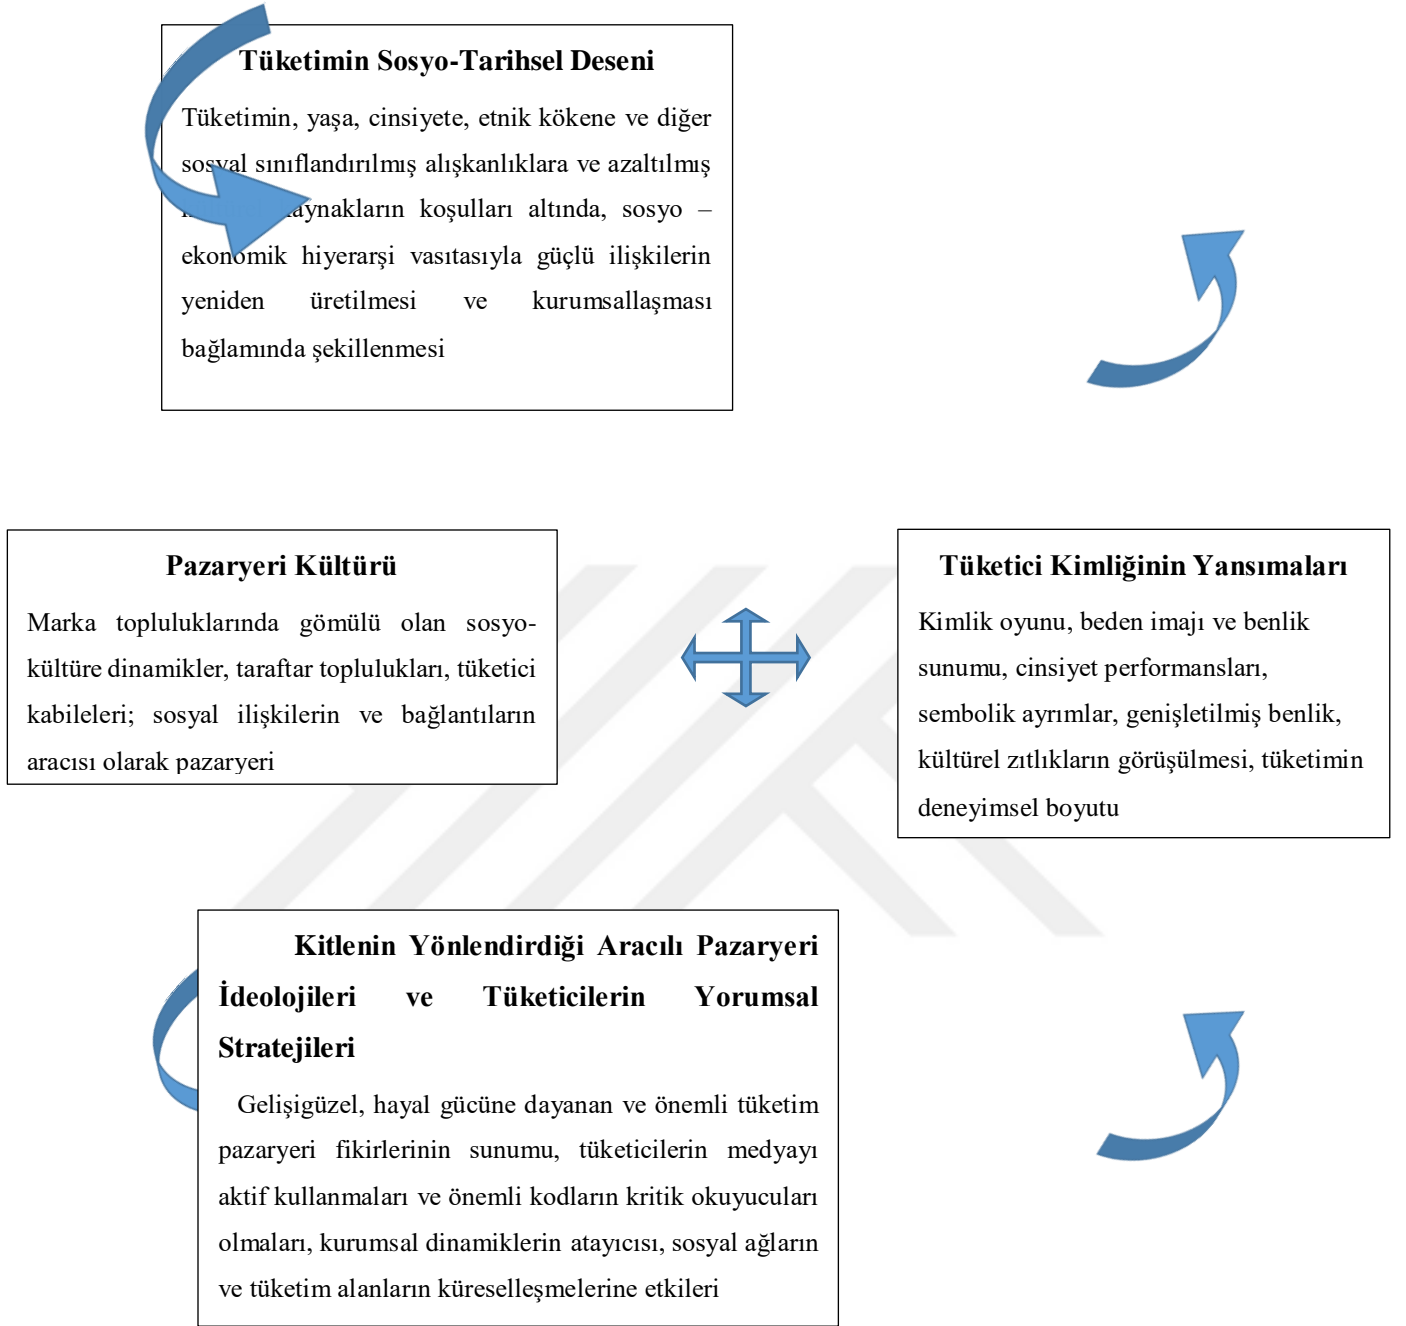 Tüketimin Sosyo-Tarihsel Deseni
Tüketimin, yaşa, cinsiyete, etnik kökene ve diğer
sosyal sınıflandırılmış alışkanlıklara ve azaltılmış
kaynakların koşulları altında, sosyo –
ekonomik hiyerarşi vasıtasıyla güçlü ilişkilerin
yeniden üretilmesi ve kurumsallaşması
bağlamında şekillenmesi
Pazaryeri Kültürü
Marka topluluklarında gömülü olan sosyo-
kültüre dinamikler, taraftar toplulukları, tüketici
kabileleri; sosyal ilişkilerin ve bağlantıların
aracısı olarak pazaryeri
Tüketici Kimliğinin Yansımaları
Kimlik oyunu, beden imajı ve benlik
sunumu, cinsiyet performansları,
sembolik ayrımlar, genişletilmiş benlik,
kültürel zıtlıkların görüşülmesi, tüketimin
deneyimsel boyutu
Kitlenin Yönlendirdiği Aracılı Pazaryeri
İdeolojileri ve Tüketicilerin Yorumsal
Stratejileri
Gelişigüzel, hayal gücüne dayanan ve önemli tüketim
pazaryeri fikirlerinin sunumu, tüketicilerin medyayı
aktif kullanmaları ve önemli kodların kritik okuyucuları
olmaları, kurumsal dinamiklerin atayıcısı, sosyal ağların
ve tüketim alanların küreselleşmelerine etkileri